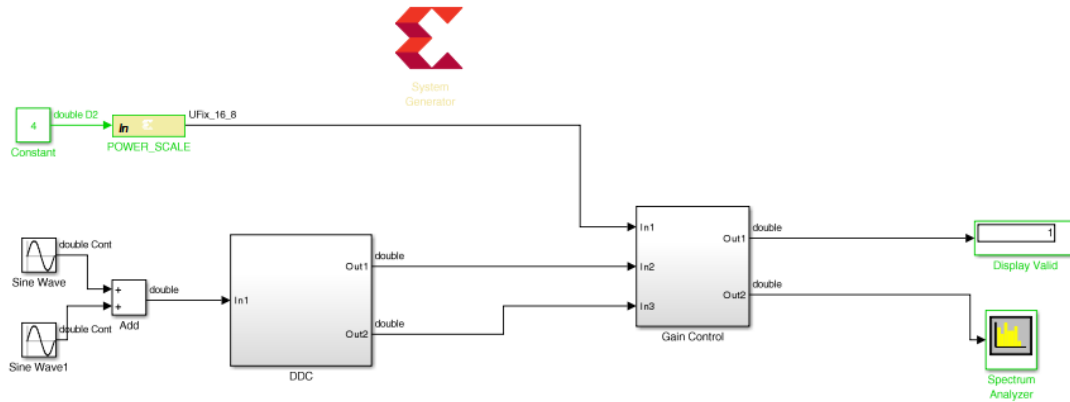 System
Generator
double D2
UFix_16_8
4
In
Constant
POWER_SCALE
double Cont
Sine Wave
double
Add
double Cont
Sine Wave1
In1
Out1
double
Out2
double
DDC
In1
In2
In3
Out1
double
Out2
double
Gain Control
1
Display Valid
Spectrum
Analyzer